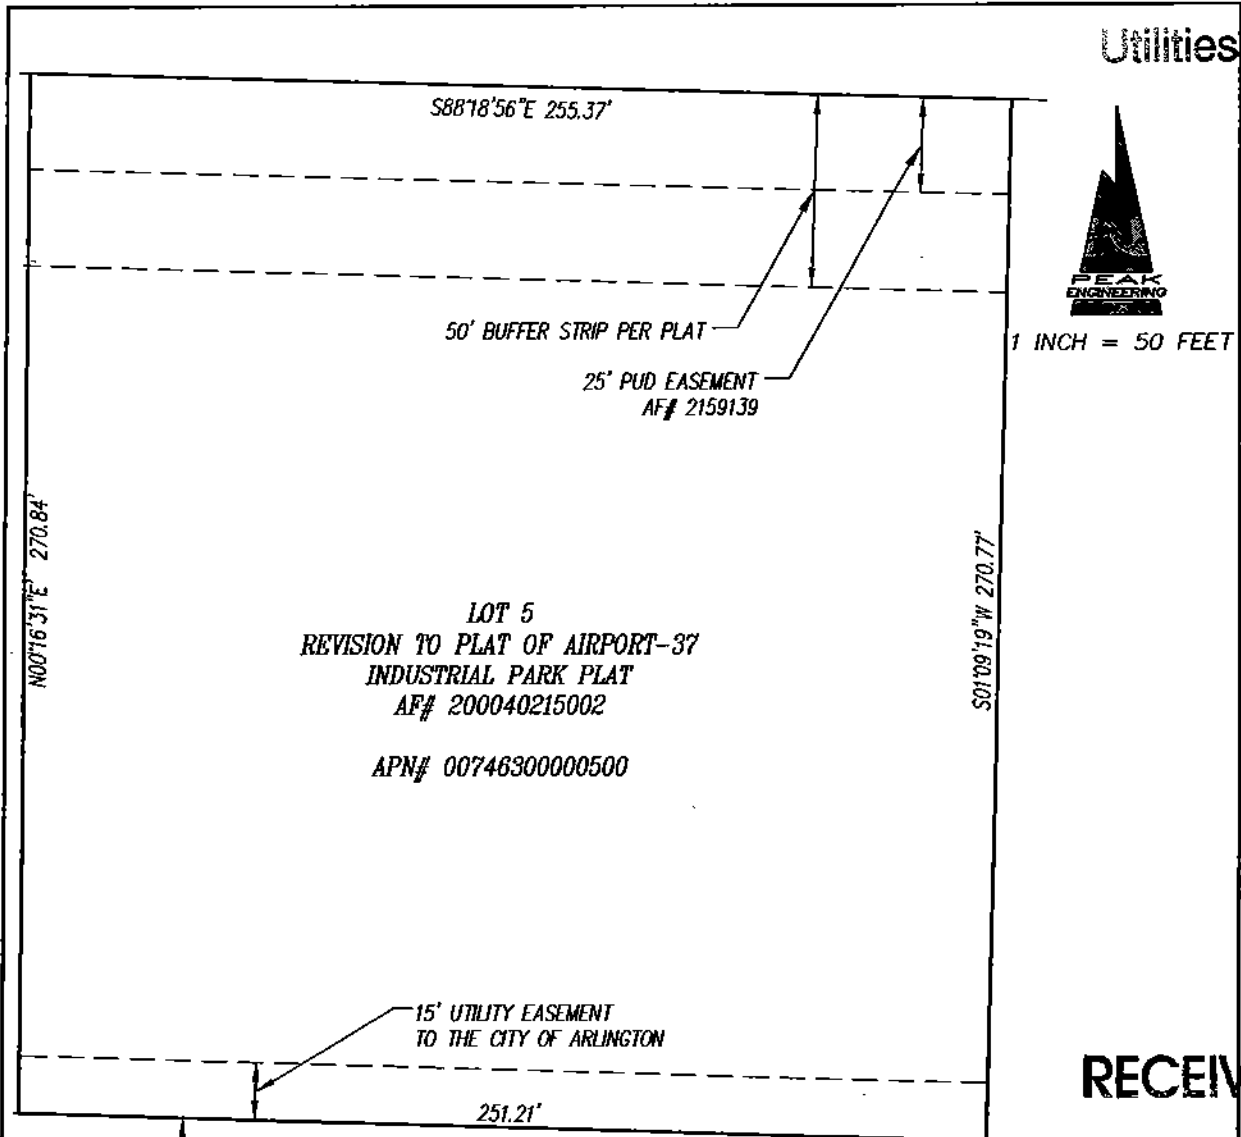 Utilities
S88°18'56"E 255.37'
PEAK
ENGINEERING
1 INCH = 50 FEET
50' BUFFER STRIP PER PLAT
25' PUD EASEMENT
AF# 2159139
N00°16'31"E 270.84'
S01°09'19"W 270.77'
LOT 5
REVISION TO PLAT OF AIRPORT-37
INDUSTRIAL PARK PLAT
AF# 200040215002
APN# 00746300000500
15' UTILITY EASEMENT
TO THE CITY OF ARLINGTON
RECEIV
251.21'